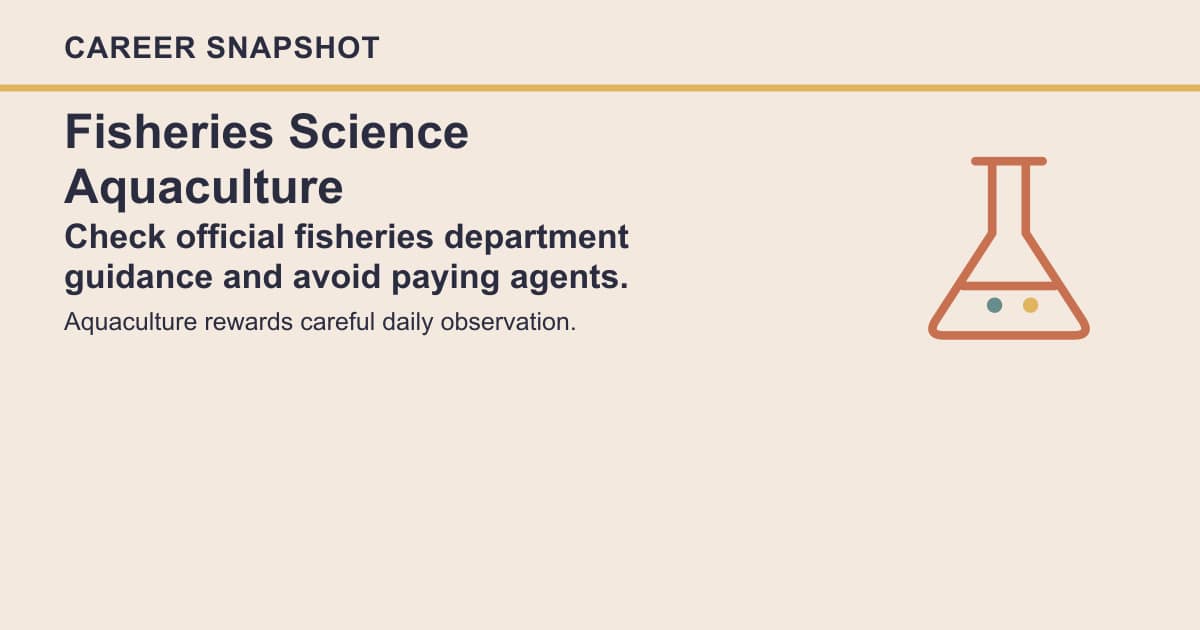 CAREER SNAPSHOT
Fisheries Science
Aquaculture
Check official fisheries department
guidance and avoid paying agents.
Aquaculture rewards careful daily observation.